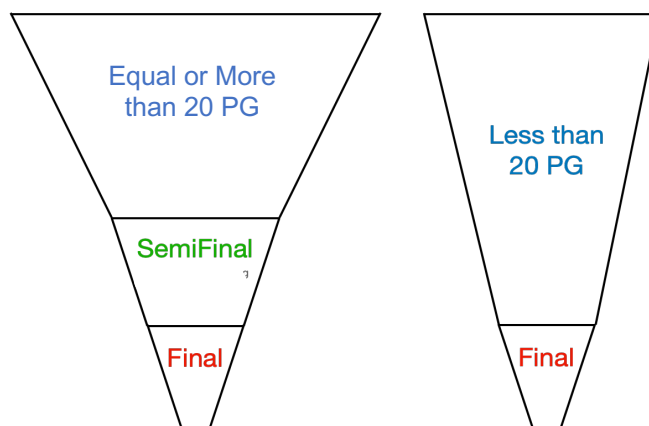 Equal or More
than 20 PG
SemiFinal
Final
Less than
20 PG
Final